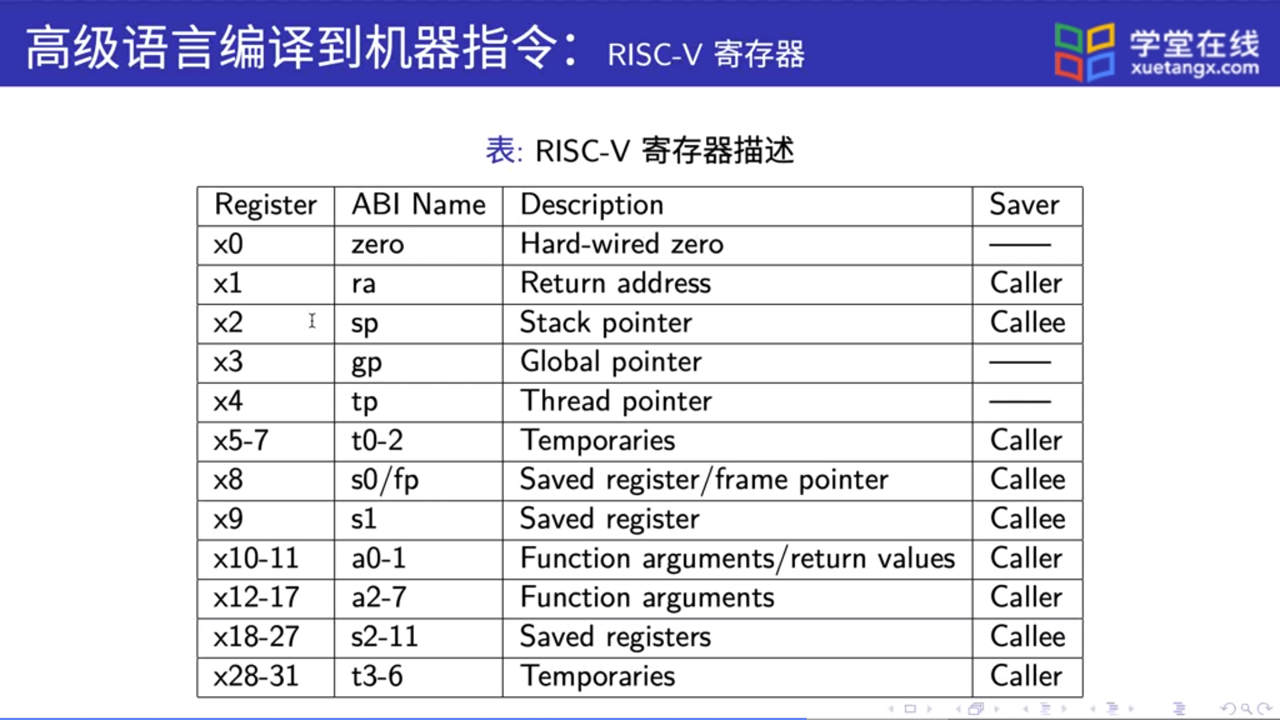 高级语言编译到机器指令：RISC-V 寄存器
学堂在线
xuetangx.com
表: RISC-V 寄存器描述
Register ABI Name Description Saver
x0 zero Hard-wired zero ——
x1 ra Return address Caller
x2 sp Stack pointer Callee
x3 gp Global pointer ——
x4 tp Thread pointer ——
x5-7 t0-2 Temporaries Caller
x8 s0/fp Saved register/frame pointer Callee
x9 s1 Saved register Callee
x10-11 a0-1 Function arguments/return values Caller
x12-17 a2-7 Function arguments Caller
x18-27 s2-11 Saved registers Callee
x28-31 t3-6 Temporaries Caller